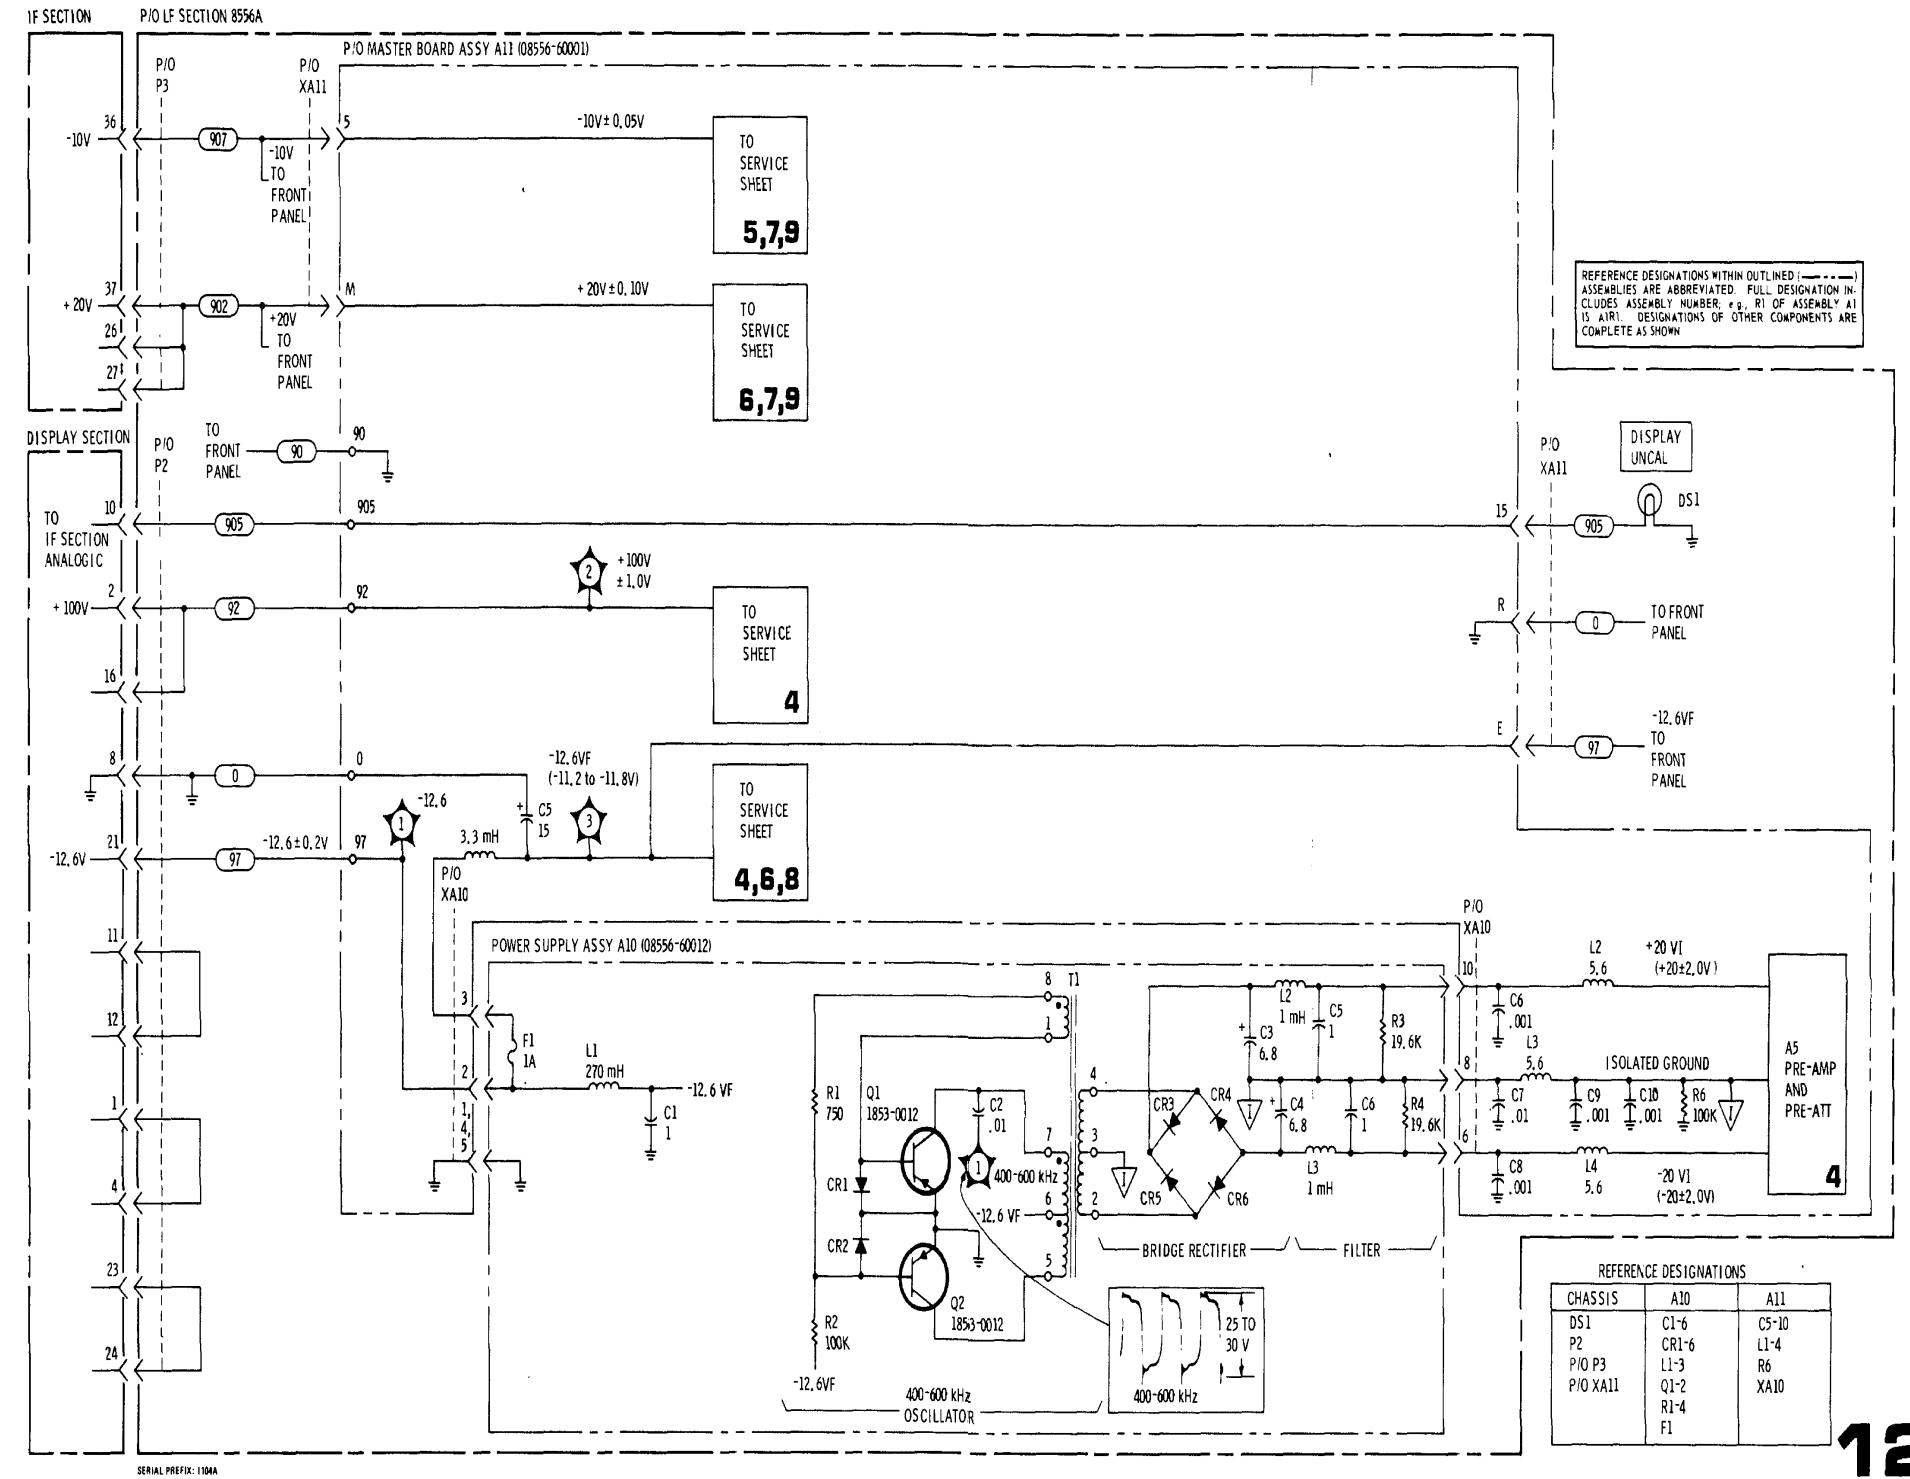 IF SECTION
P/O LF SECTION 8556A
P/O MASTER BOARD ASSY A11 (08556-60001)
P/O
P3
P/O
XA11
36
-10V
907
5
-10V
TO
FRONT
PANEL
-10V± 0.05V
TO
SERVICE
SHEET
5,7,9
37
+ 20V
902
M
+20V
TO
FRONT
PANEL
26
27
+ 20V± 0.10V
TO
SERVICE
SHEET
6,7,9
REFERENCE DESIGNATIONS WITHIN OUTLINED (— - - —)
ASSEMBLIES ARE ABBREVIATED. FULL DESIGNATION IN-
CLUDES ASSEMBLY NUMBER; e.g., R1 OF ASSEMBLY A1
IS A1R1. DESIGNATIONS OF OTHER COMPONENTS ARE
COMPLETE AS SHOWN
DISPLAY SECTION
P/O
P2
TO
FRONT
PANEL
90
90
10
TO
IF SECTION
ANALOGIC
905
905
15
P/O
XA11
DISPLAY
UNCAL
905
DS1
2
+ 100V
92
92
2
+100V
± 1.0V
TO
SERVICE
SHEET
4
16
R
0
TO FRONT
PANEL
E
97
-12.6VF
TO
FRONT
PANEL
8
0
0
-12.6VF
(-11.2 to -11.8V)
+
C5
15
3
TO
SERVICE
SHEET
4,6,8
21
-12.6V
97
-12.6±0.2V
97
1
-12.6
3.3 mH
P/O
XA10
11
12
1
4
23
24
POWER SUPPLY ASSY A10 (08556-60012)
3
2
1,
4,
5
F1
1A
L1
270 mH
-12.6 VF
C1
1
R1
750
Q1
1853-0012
CR1
CR2
R2
100K
-12.6VF
Q2
1853-0012
C2
.01
1
400-600 kHz
-12.6 VF
8
T1
1
7
6
5
4
3
2
I
CR3
CR4
CR5
CR6
+
C3
6.8
L2
1 mH
C5
1
R3
19.6K
I
+
C4
6.8
C6
1
R4
19.6K
L3
1 mH
BRIDGE RECTIFIER
FILTER
400-600 kHz
OSCILLATOR
25 TO
30 V
400-600 kHz
P/O
XA10
10
8
6
C6
.001
L2
5.6
+20 VI
(+20±2.0V)
L3
5.6
ISOLATED GROUND
C7
.01
C9
.001
C10
.001
R6
100K
I
C8
.001
L4
5.6
-20 VI
(-20±2.0V)
A5
PRE-AMP
AND
PRE-ATT
4
REFERENCE DESIGNATIONS
CHASSIS A10 A11
DS1 C1-6 C5-10
P2 CR1-6 L1-4
P/O P3 L1-3 R6
P/O XA11 Q1-2 XA10
R1-4
F1
12
SERIAL PREFIX: 1104A